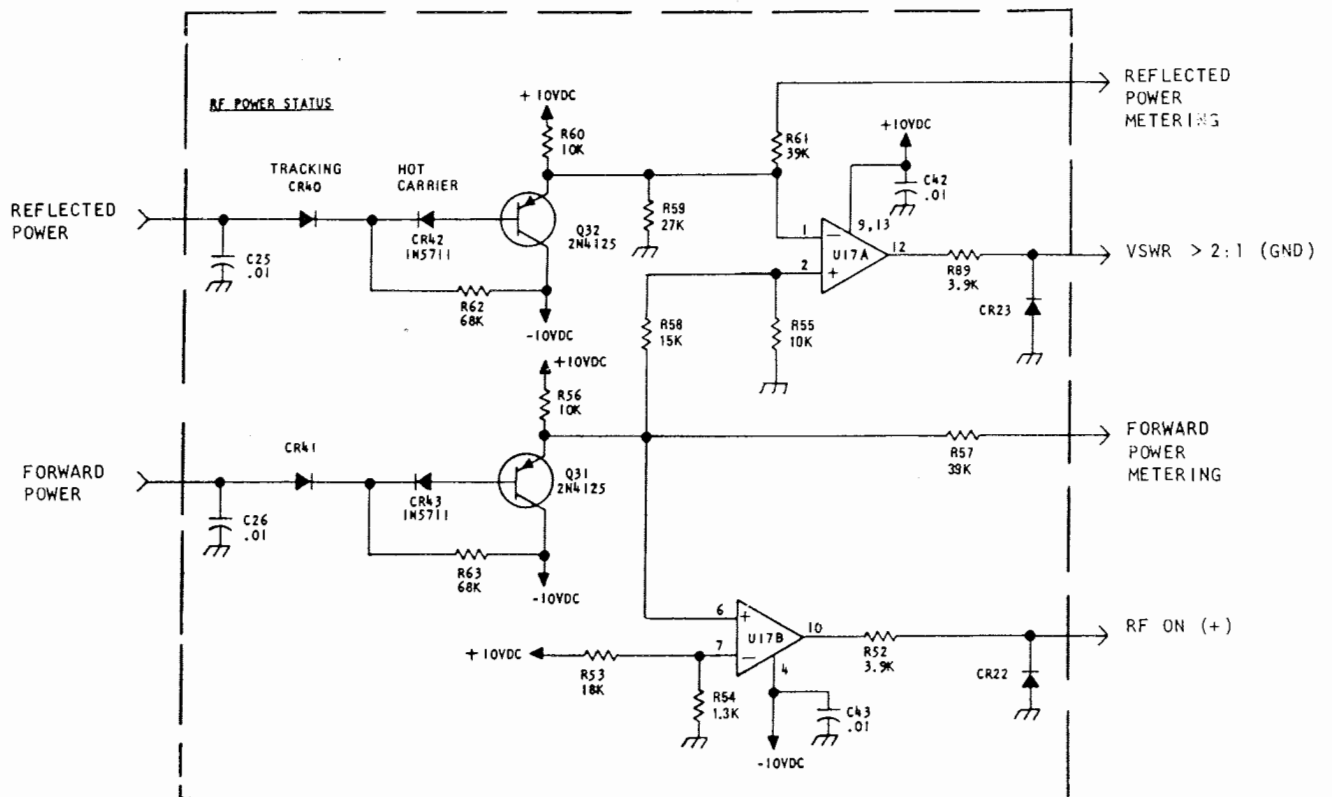 RF POWER STATUS
REFLECTED
POWER
METERING
+10VDC
R60
10K
R61
39K
+10VDC
C42
.01
TRACKING
CR40
HOT
CARRIER
REFLECTED
POWER
C25
.01
CR42
1N5711
Q32
2N4125
R59
27K
1
−
9,13
U17A
12
2
+
R89
3.9K
VSWR > 2:1 (GND)
CR23
R62
68K
-10VDC
R58
15K
R55
10K
+10VDC
R56
10K
FORWARD
POWER
METERING
R57
39K
CR41
FORWARD
POWER
C26
.01
CR43
1N5711
Q31
2N4125
R63
68K
-10VDC
6
+
U17B
10
7
−
4
R52
3.9K
RF ON (+)
CR22
+10VDC
R53
18K
R54
1.3K
C43
.01
-10VDC